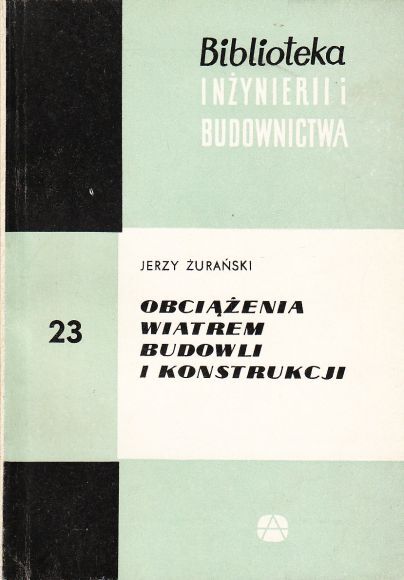 Biblioteka
INŻYNIERII i
BUDOWNICTWA
JERZY ŻURAŃSKI
23
OBCIĄŻENIA
WIATREM
BUDOWLI
I KONSTRUKCJI